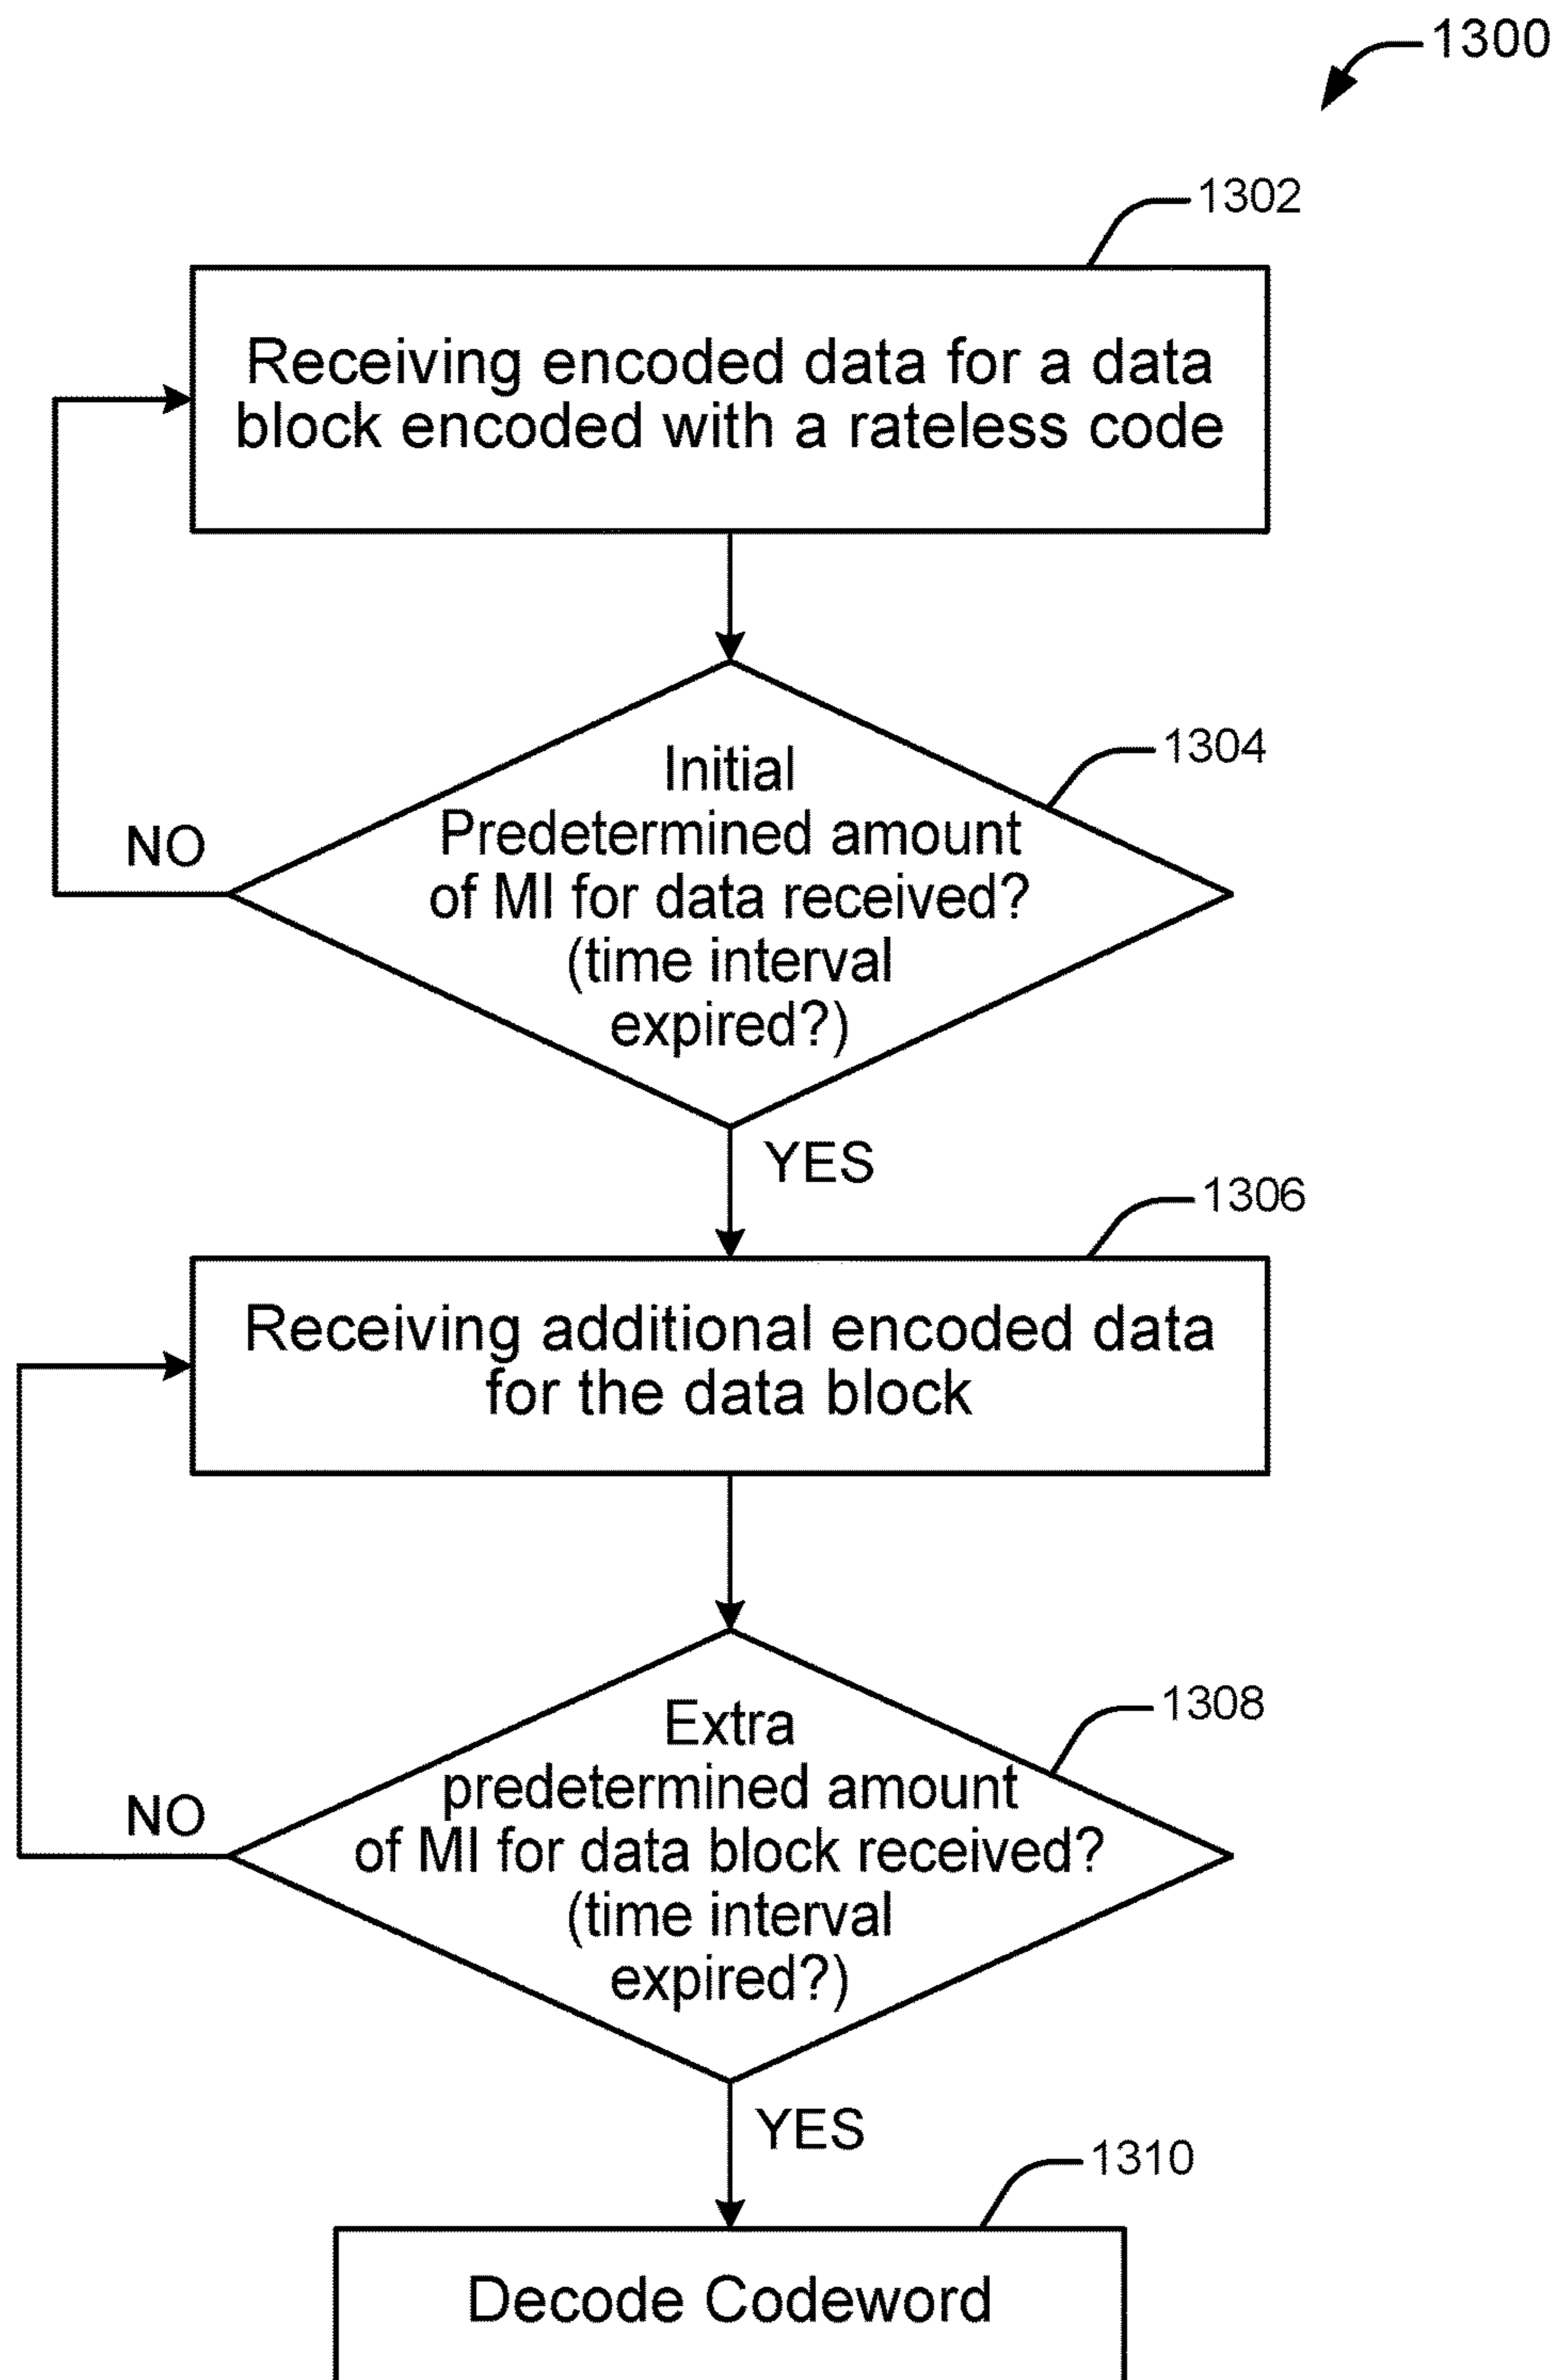 1300
1302
Receiving encoded data for a data
block encoded with a rateless code
1304
Initial
Predetermined amount
of MI for data received?
(time interval
expired?)
NO
YES
1306
Receiving additional encoded data
for the data block
1308
Extra
predetermined amount
of MI for data block received?
(time interval
expired?)
NO
YES
1310
Decode Codeword